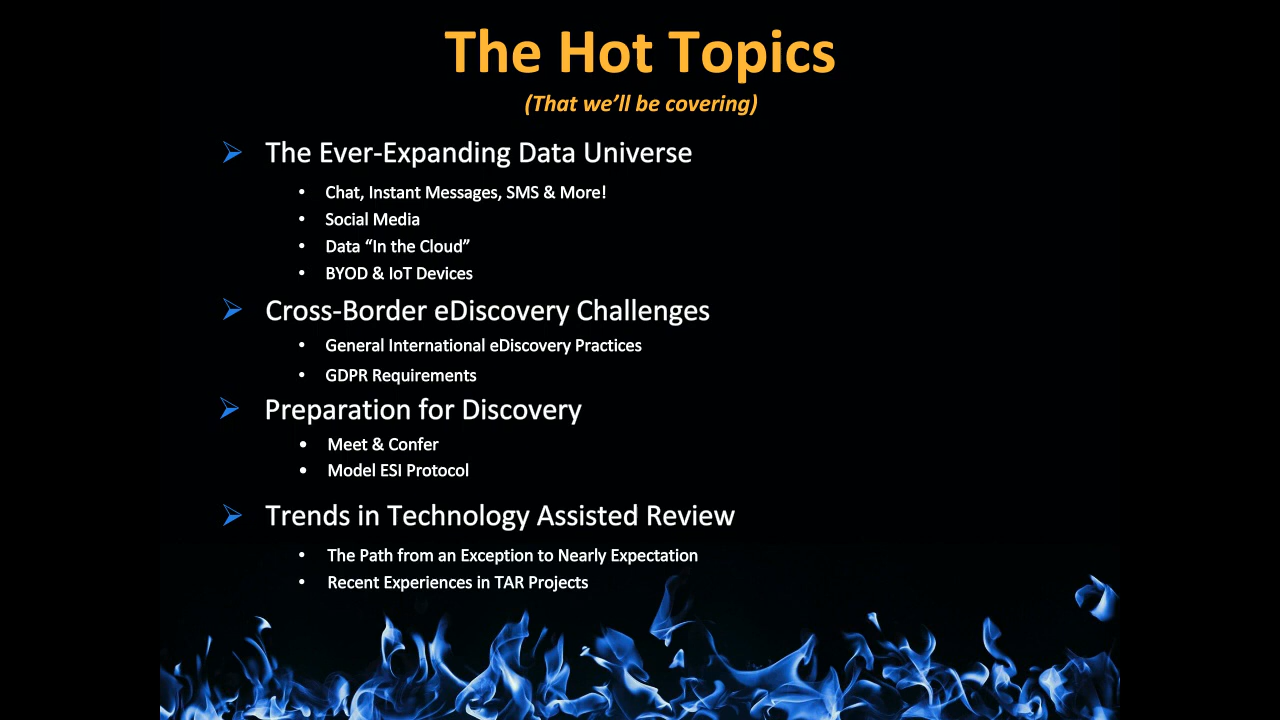 The Hot Topics
(That we’ll be covering)
The Ever-Expanding Data Universe
Chat, Instant Messages, SMS & More!
Social Media
Data “In the Cloud”
BYOD & IoT Devices
Cross-Border eDiscovery Challenges
General International eDiscovery Practices
GDPR Requirements
Preparation for Discovery
Meet & Confer
Model ESI Protocol
Trends in Technology Assisted Review
The Path from an Exception to Nearly Expectation
Recent Experiences in TAR Projects